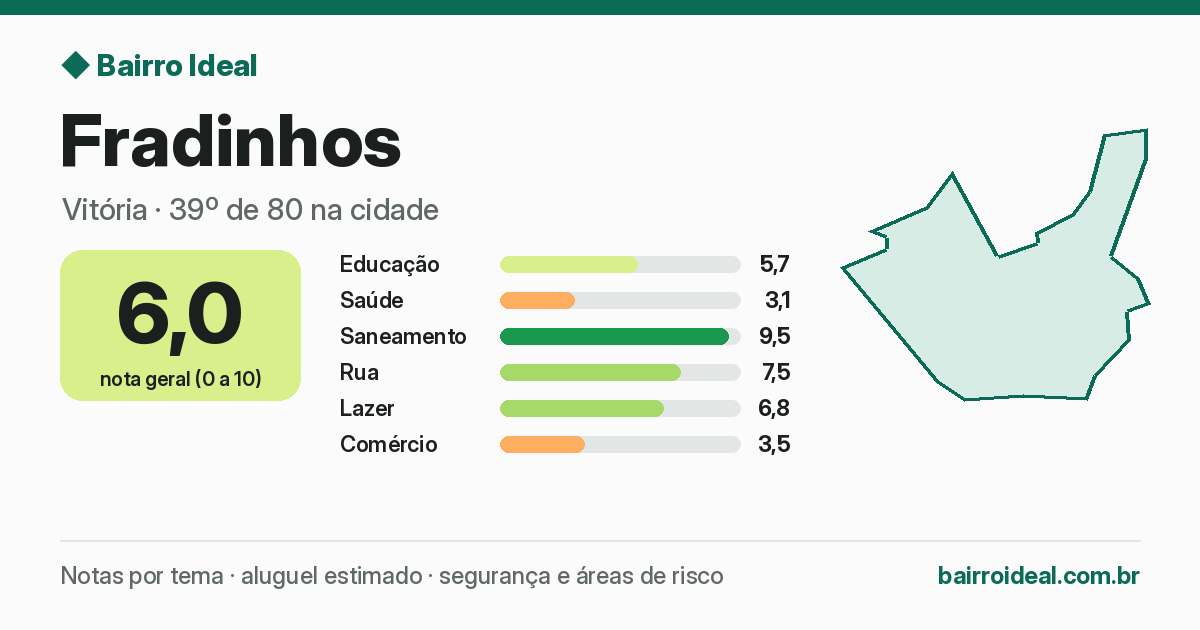 Bairro Ideal
Fradinhos
Vitória · 39º de 80 na cidade
6,0
nota geral (0 a 10)
Educação 5,7
Saúde 3,1
Saneamento 9,5
Rua 7,5
Lazer 6,8
Comércio 3,5
Notas por tema · aluguel estimado · segurança e áreas de risco
bairroideal.com.br